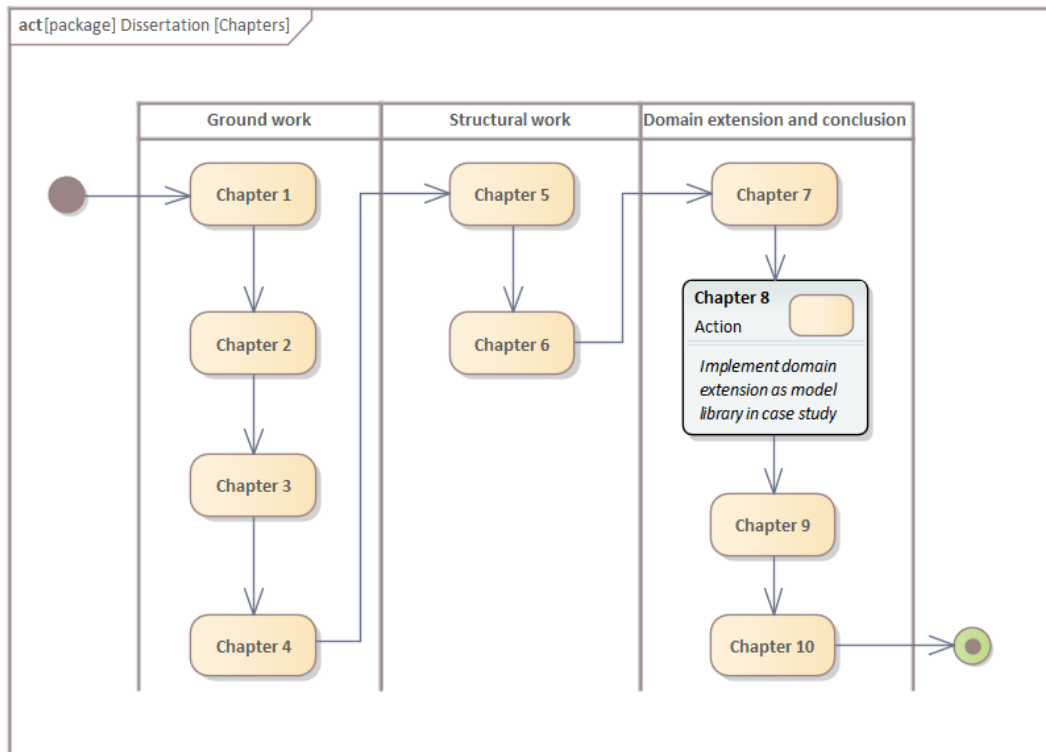 act[package] Dissertation [Chapters]
Ground work
Structural work
Domain extension and conclusion
Chapter 1
Chapter 2
Chapter 3
Chapter 4
Chapter 5
Chapter 6
Chapter 7
Chapter 8
Action
Implement domain
extension as model
library in case study
Chapter 9
Chapter 10